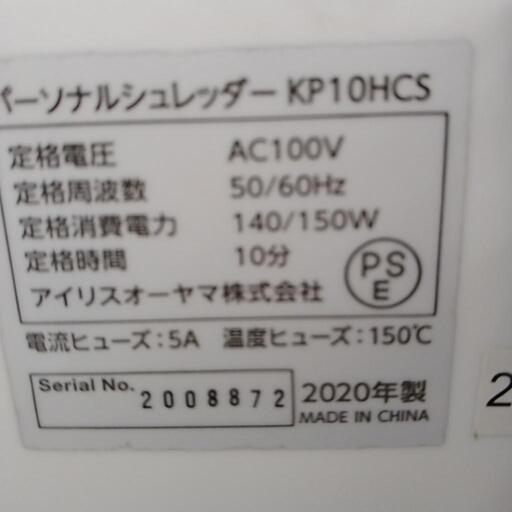 パーソナルシュレッダー KP10HCS
定格電圧 AC100V
定格周波数 50/60Hz
定格消費電力 140/150W
定格時間 10分
アイリスオーヤマ株式会社
PS
E
電流ヒューズ:5A 温度ヒューズ:150℃
Serial No. 2008872 2020年製
MADE IN CHINA
2